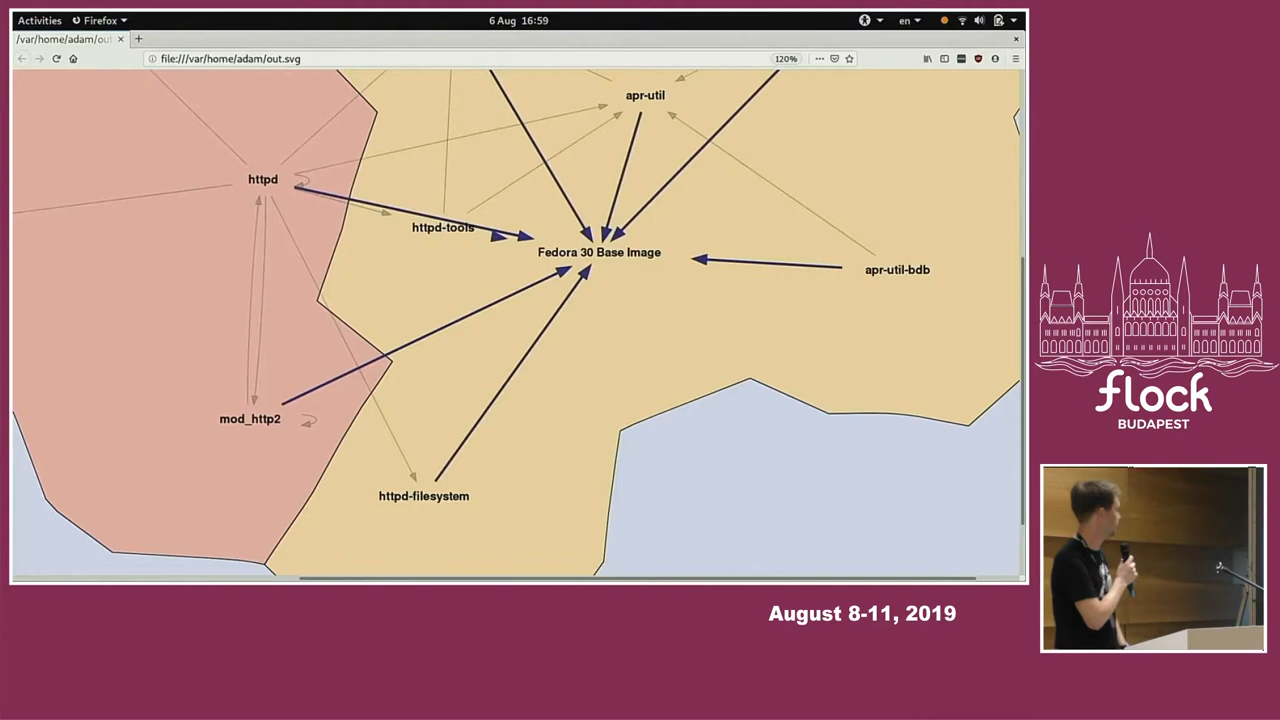 Activities
Firefox
6 Aug 16:59
en
/var/home/adam/ou
file:///var/home/adam/out.svg
120%
apr-util
httpd
httpd-tools
Fedora 30 Base Image
apr-util-bdb
mod_http2
httpd-filesystem
flock
BUDAPEST
August 8-11, 2019